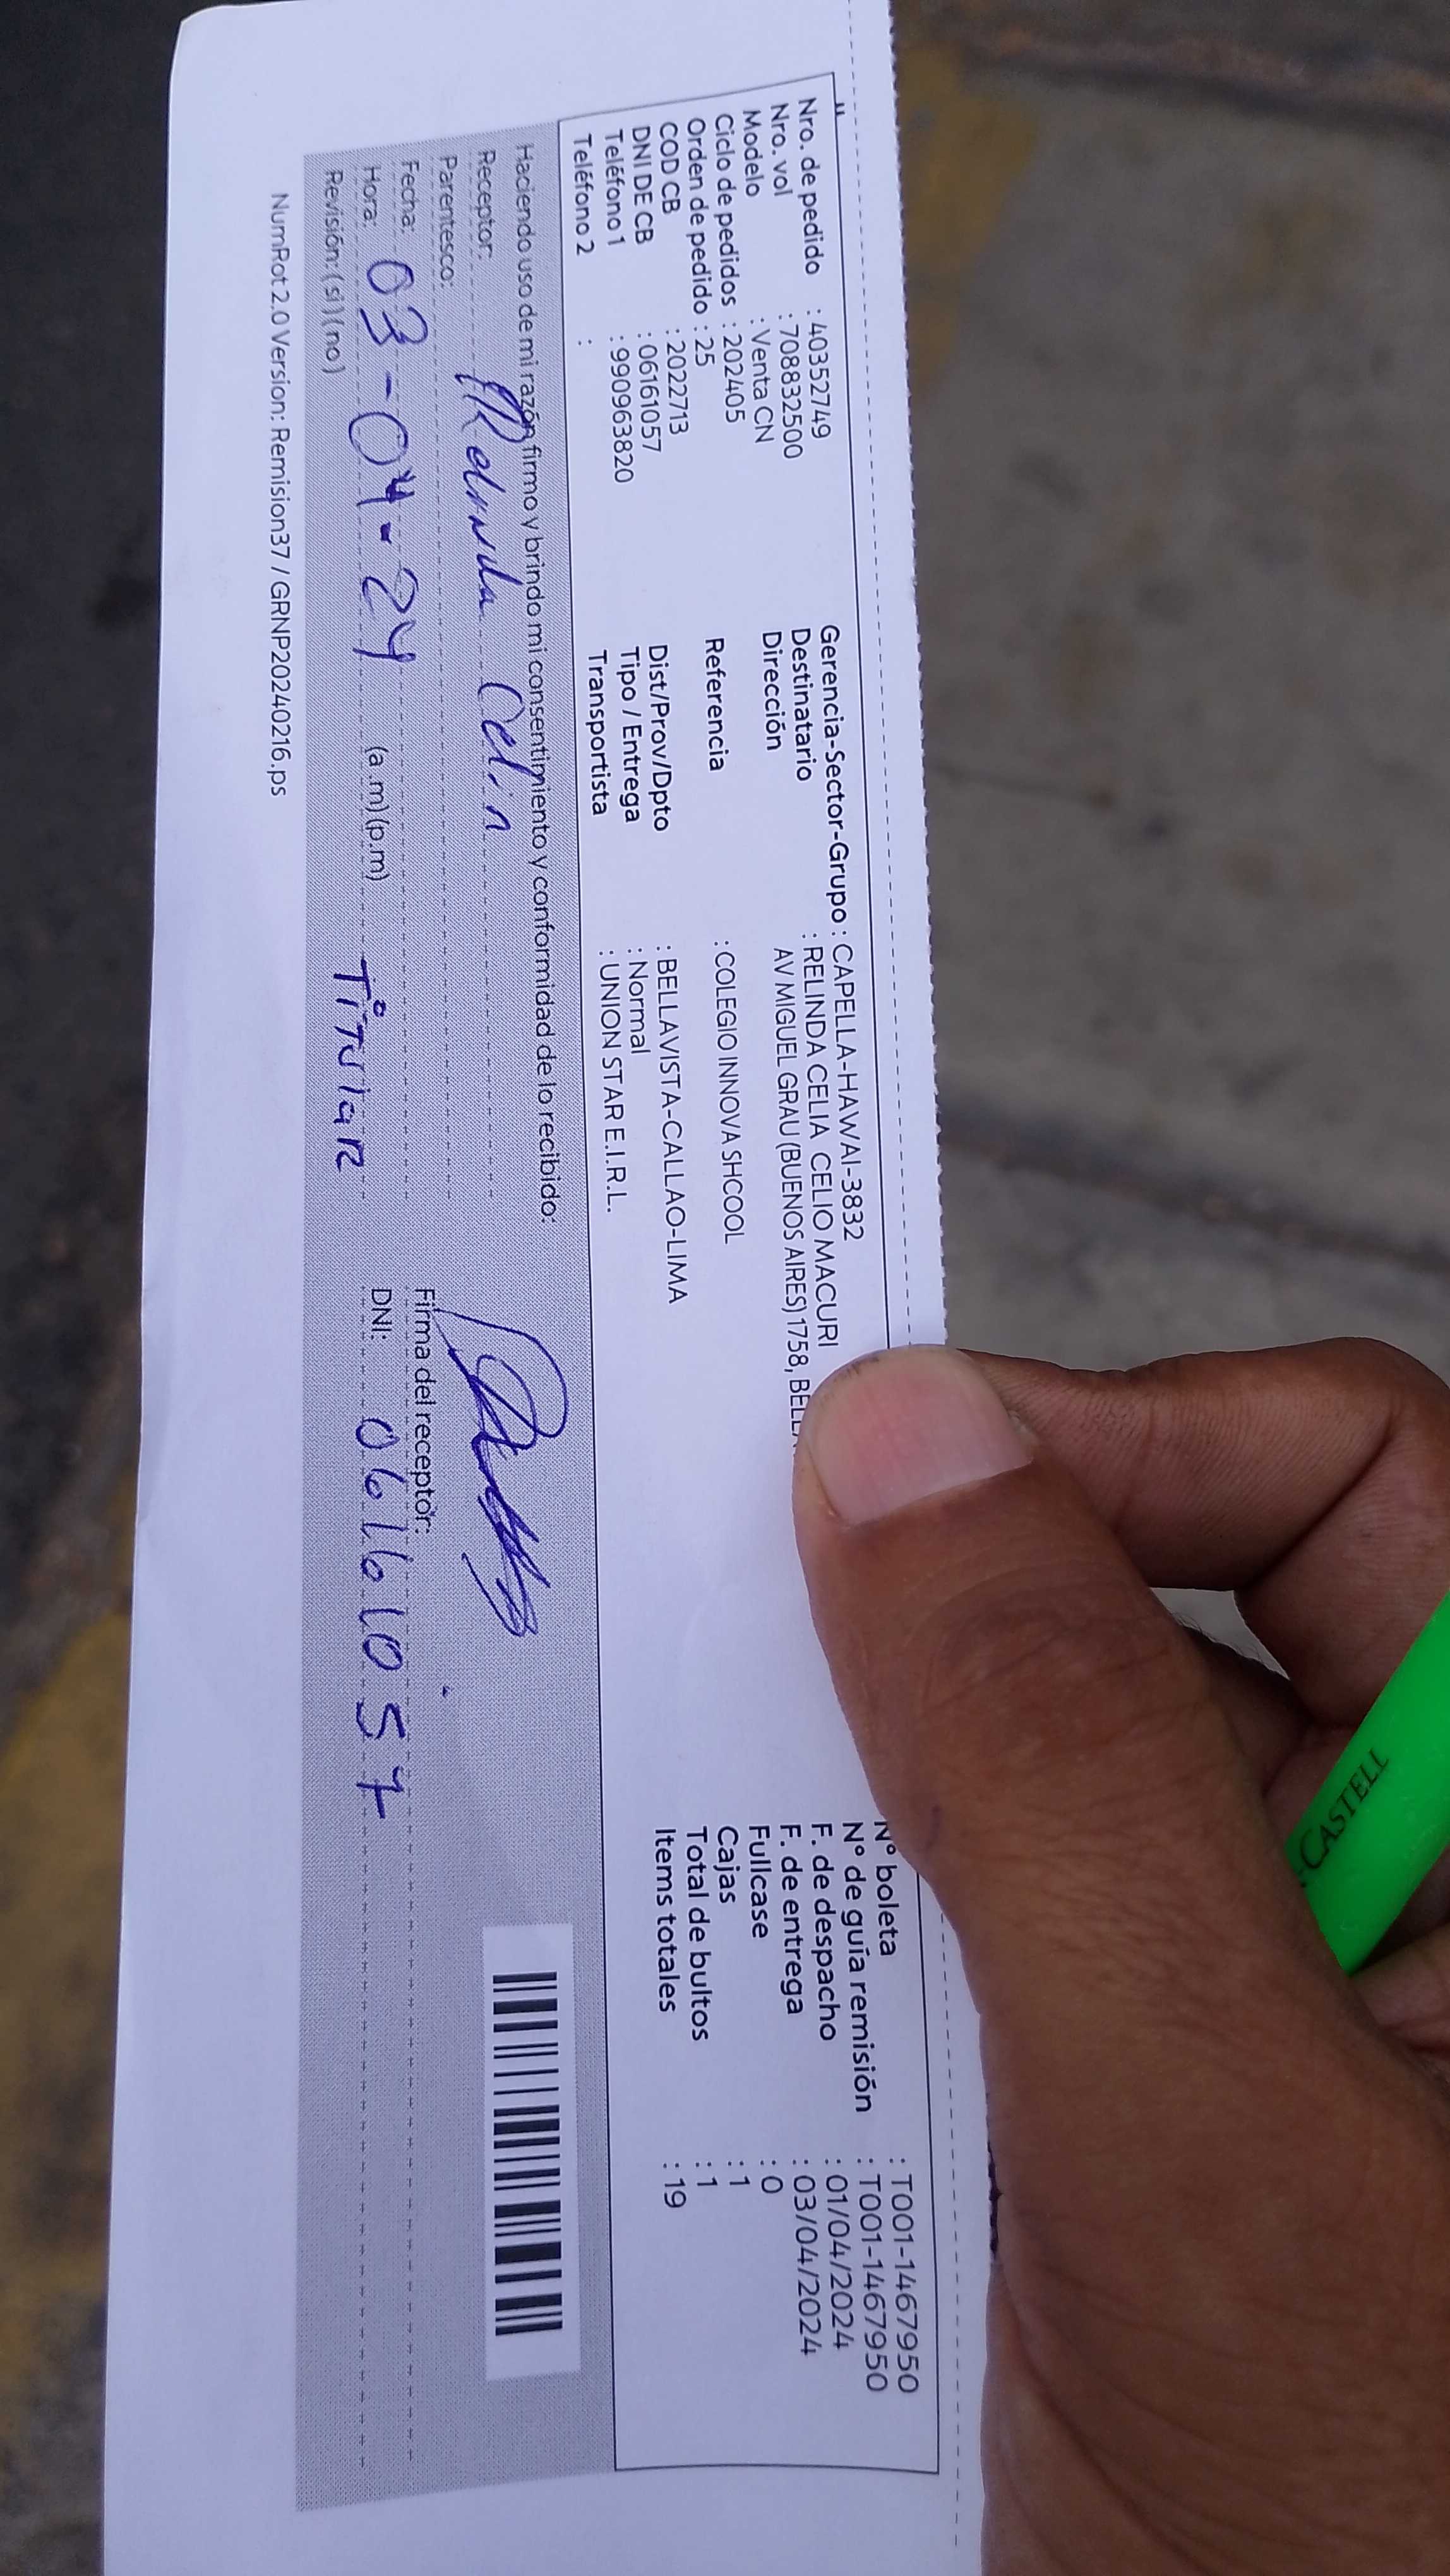 Nro. de pedido : 40352749
Nro. vol : 708832500
Modelo : Venta CN
Ciclo de pedidos : 202405
Orden de pedido : 25
COD CB : 2022713
DNI DE CB : 06161057
Teléfono 1 : 990963820
Teléfono 2 :
Gerencia-Sector-Grupo : CAPELLA-HAWAI-3832
Destinatario : RELINDA CELIA CELIO MACURI
Dirección AV MIGUEL GRAU (BUENOS AIRES) 1758,
Referencia : COLEGIO INNOVA SHCOOL
Dist/Prov/Dpto : BELLAVISTA-CALLAO-LIMA
Tipo / Entrega : Normal
Transportista : UNION STAR E.I.R.L.
N° boleta : T001-1467950
N° de guía remisión : T001-1467950
F. de despacho : 01/04/2024
F. de entrega : 03/04/2024
Fullcase : 0
Cajas : 1
Total de bultos : 1
Items totales : 19
Haciendo uso de mi razón firmo y brindo mi consentimiento y conformidad de lo recibido:
Receptor:
Parentesco:
Fecha: 03-04-24
Hora: (a.m)(p.m) Titular
Revisión: (si) (no)
Firma del receptor:
DNI: 06161057
NumRot 2.0 Version: Remision37 / GRNP20240216.ps
CASTELL